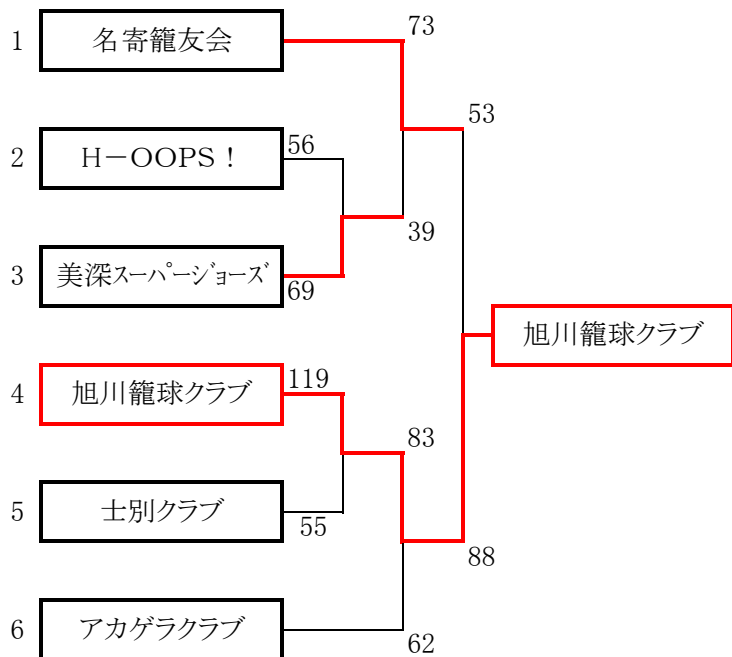 1 名寄籠友会 73
53
2 H－OOPS！ 56
39
3 美深スーパージョーズ 69
旭川籠球クラブ
4 旭川籠球クラブ 119
83
5 士別クラブ 55
88
6 アカゲラクラブ 62